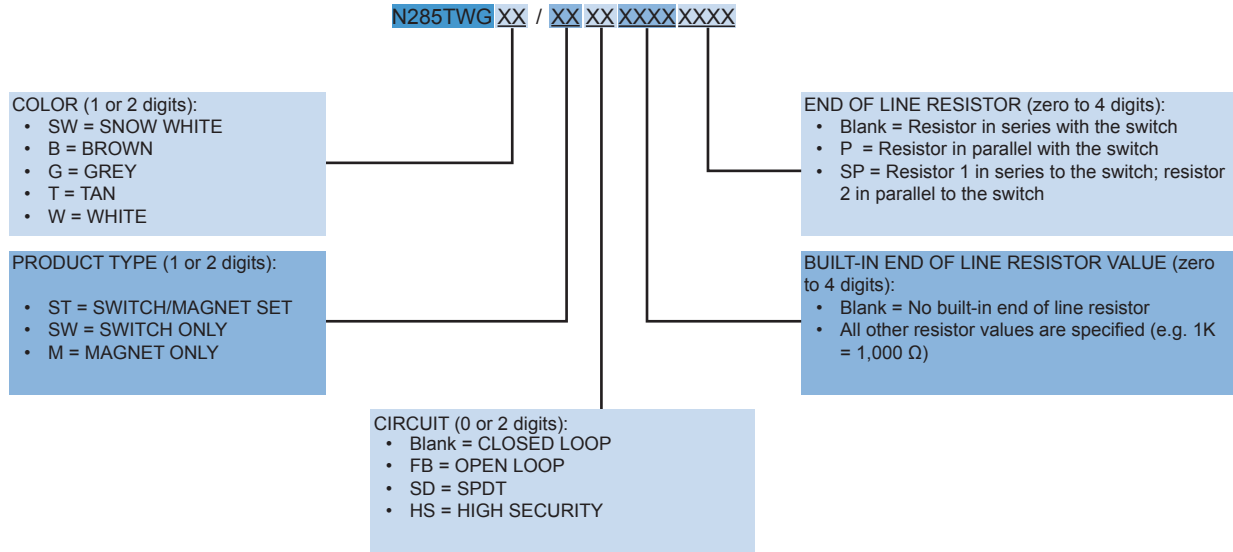 N285TWG XX / XX XX XXXX XXXX
COLOR (1 or 2 digits):
• SW = SNOW WHITE
• B = BROWN
• G = GREY
• T = TAN
• W = WHITE
END OF LINE RESISTOR (zero to 4 digits):
• Blank = Resistor in series with the switch
• P = Resistor in parallel with the switch
• SP = Resistor 1 in series to the switch; resistor
2 in parallel to the switch
PRODUCT TYPE (1 or 2 digits):
• ST = SWITCH/MAGNET SET
• SW = SWITCH ONLY
• M = MAGNET ONLY
BUILT-IN END OF LINE RESISTOR VALUE (zero
to 4 digits):
• Blank = No built-in end of line resistor
• All other resistor values are specified (e.g. 1K
= 1,000 Ω)
CIRCUIT (0 or 2 digits):
• Blank = CLOSED LOOP
• FB = OPEN LOOP
• SD = SPDT
• HS = HIGH SECURITY